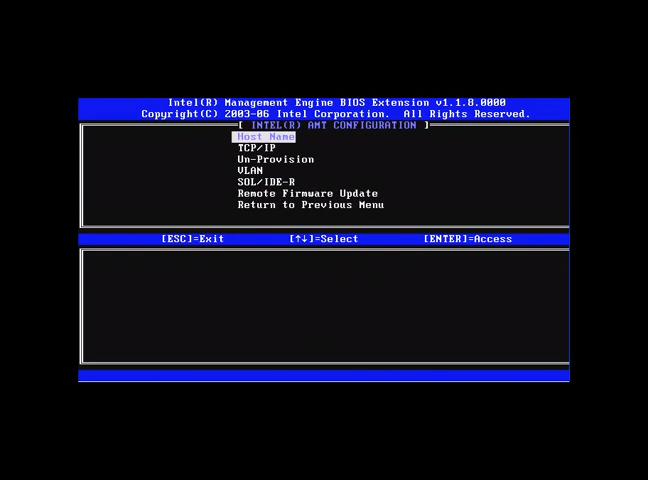 Intel(R) Management Engine BIOS Extension v1.1.8.0000
Copyright(C) 2003-06 Intel Corporation.  All Rights Reserved.
[ INTEL(R) AMT CONFIGURATION ]
Host Name
TCP/IP
Un-Provision
VLAN
SOL/IDE-R
Remote Firmware Update
Return to Previous Menu
[ESC]=Exit [↑↓]=Select [ENTER]=Access